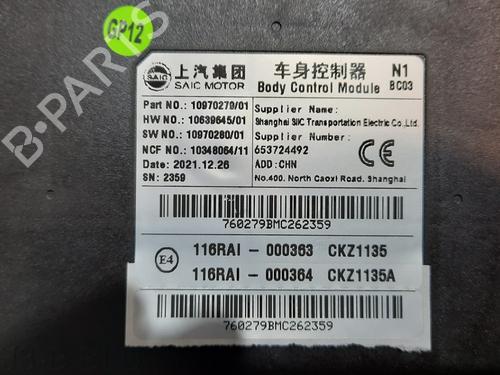 GP12
B-PARTS
SAIC
上汽集团
SAIC MOTOR
车身控制器
Body Control Module
N1
BC03
Part NO.: 10970279/01
HW NO.: 10639645/01
SW NO.: 10970280/01
NCF NO.: 10348064/11
Date: 2021.12.26
SN: 2359
Supplier Name:
Shanghai SIIC Transportation Electric Co.,Ltd.
Supplier Number:
653724492
ADD:CHN
No.400, North Caoxi Road, Shanghai
CE
760279BMC262359
E4
116RAI - 000363 CKZ1135
116RAI - 000364 CKZ1135A
760279BMC262359